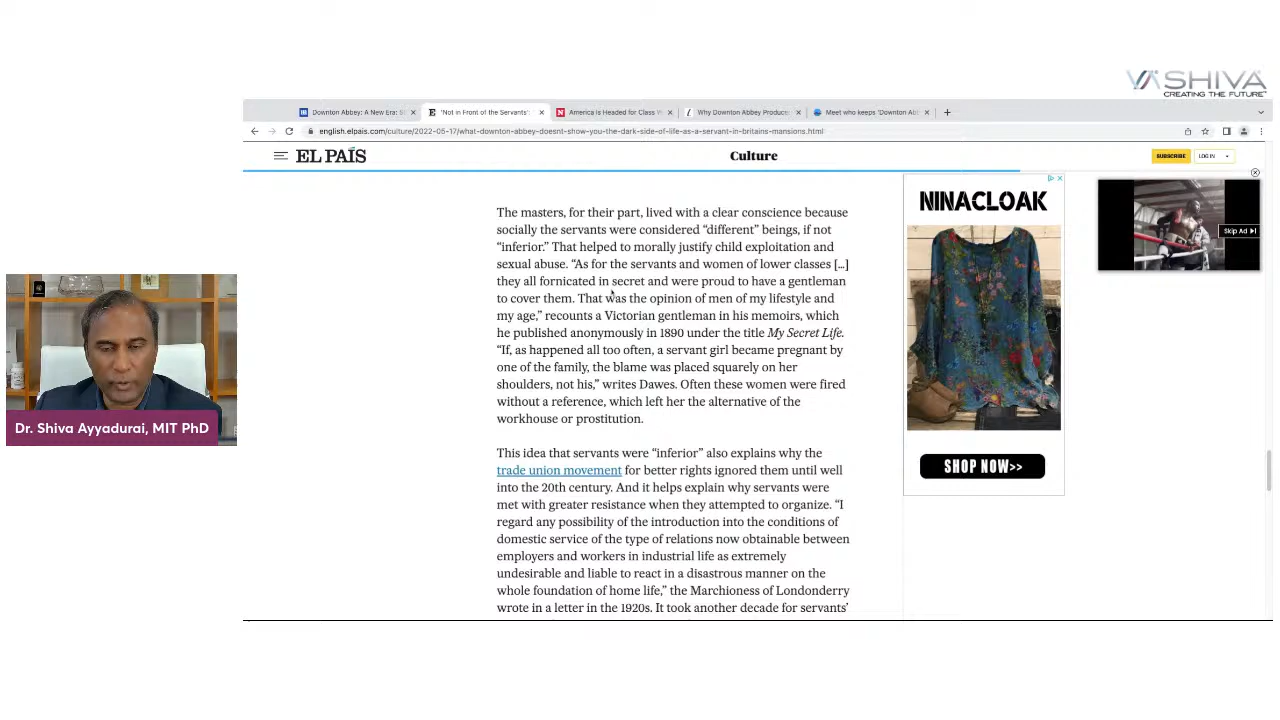 VASHIVA
CREATING THE FUTURE
Downton Abbey: A New Era: S
'Not in Front of the Servants':
America Is Headed for Class W
Why Downton Abbey Produce
Meet who keeps 'Downton Ab
english.elpais.com/culture/2022-05-17/what-downton-abbey-doesnt-show-you-the-dark-side-of-life-as-a-servant-in-britains-mansions.html
EL PAÍS
Culture
SUBSCRIBE
LOG IN
The masters, for their part, lived with a clear conscience because
socially the servants were considered “different” beings, if not
“inferior.” That helped to morally justify child exploitation and
sexual abuse. “As for the servants and women of lower classes [...]
they all fornicated in secret and were proud to have a gentleman
to cover them. That was the opinion of men of my lifestyle and
my age,” recounts a Victorian gentleman in his memoirs, which
he published anonymously in 1890 under the title My Secret Life.
“If, as happened all too often, a servant girl became pregnant by
one of the family, the blame was placed squarely on her
shoulders, not his,” writes Dawes. Often these women were fired
without a reference, which left her the alternative of the
workhouse or prostitution.
This idea that servants were “inferior” also explains why the
trade union movement for better rights ignored them until well
into the 20th century. And it helps explain why servants were
met with greater resistance when they attempted to organize. “I
regard any possibility of the introduction into the conditions of
domestic service of the type of relations now obtainable between
employers and workers in industrial life as extremely
undesirable and liable to react in a disastrous manner on the
whole foundation of home life,” the Marchioness of Londonderry
wrote in a letter in the 1920s. It took another decade for servants’
NINACLOAK
SHOP NOW>>
Skip Ad
Dr. Shiva Ayyadurai, MIT PhD